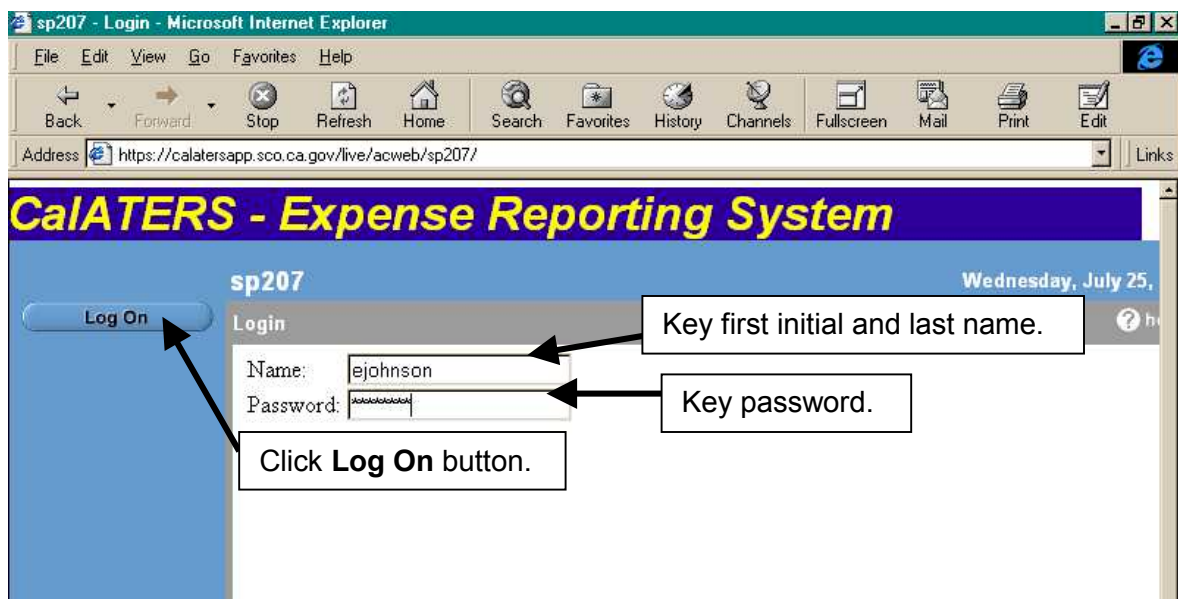 sp207 - Login - Microsoft Internet Explorer
File Edit View Go Favorites Help
Back Forward Stop Refresh Home Search Favorites History Channels Fullscreen Mail Print Edit
Address https://calatersapp.sco.ca.gov/live/acweb/sp207/ Links
CalATERS - Expense Reporting System
sp207 Wednesday, July 25,
Log On
Login
Key first initial and last name.
? he
Name: ejohnson
Password: *********
Key password.
Click Log On button.